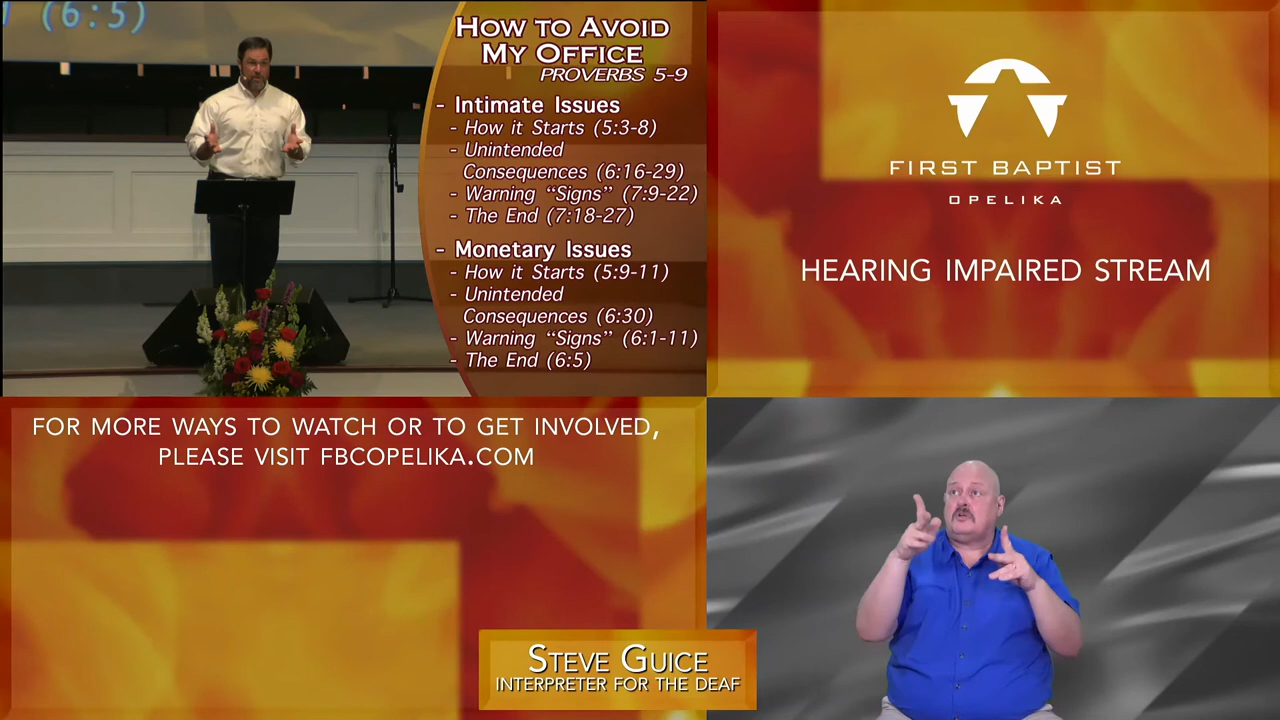 (6:5)
How to Avoid
My Office
Proverbs 5-9
- Intimate Issues
- How it Starts (5:3-8)
- Unintended
Consequences (6:16-29)
- Warning “Signs” (7:9-22)
- The End (7:18-27)
- Monetary Issues
- How it Starts (5:9-11)
- Unintended
Consequences (6:30)
- Warning “Signs” (6:1-11)
- The End (6:5)
FIRST BAPTIST
OPELIKA
HEARING IMPAIRED STREAM
FOR MORE WAYS TO WATCH OR TO GET INVOLVED,
PLEASE VISIT FBCOPELIKA.COM
Steve Guice
INTERPRETER FOR THE DEAF